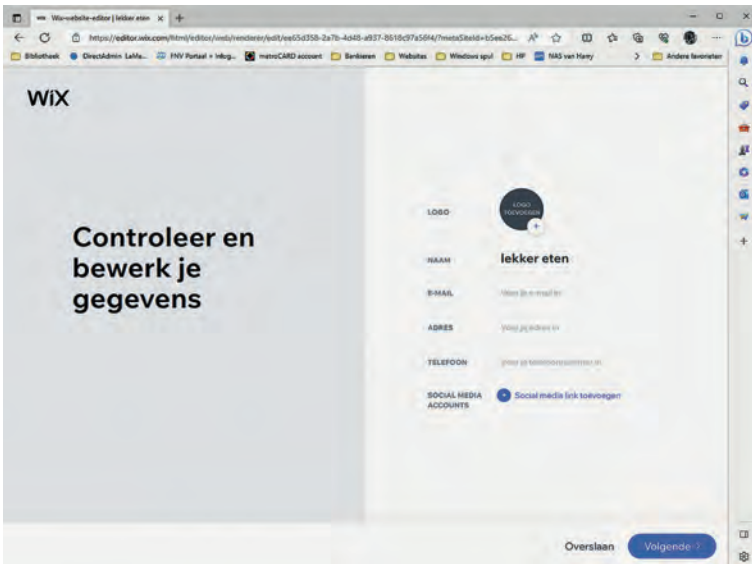 Wix-website-editor | lekker eten
https://editor.wix.com/html/editor/web/renderer/edit/ee65d358-2a7b-4d48-a937-8618c97a56f4/?metaSiteId=b5ee26...
Bibliotheek DirectAdmin LaMe... FNV Portaal + Inlog... metroCARD account Bankieren Websites Windows spul HP NAS van Harry Andere favorieten
WiX
Controleer en
bewerk je
gegevens
LOGO
LOGO
TOEVOEGEN
NAAM lekker eten
E-MAIL Voer je e-mail in
ADRES Voer je adres in
TELEFOON Voer je telefoonnummer in
SOCIAL MEDIA
ACCOUNTS
Social media link toevoegen
Overslaan Volgende